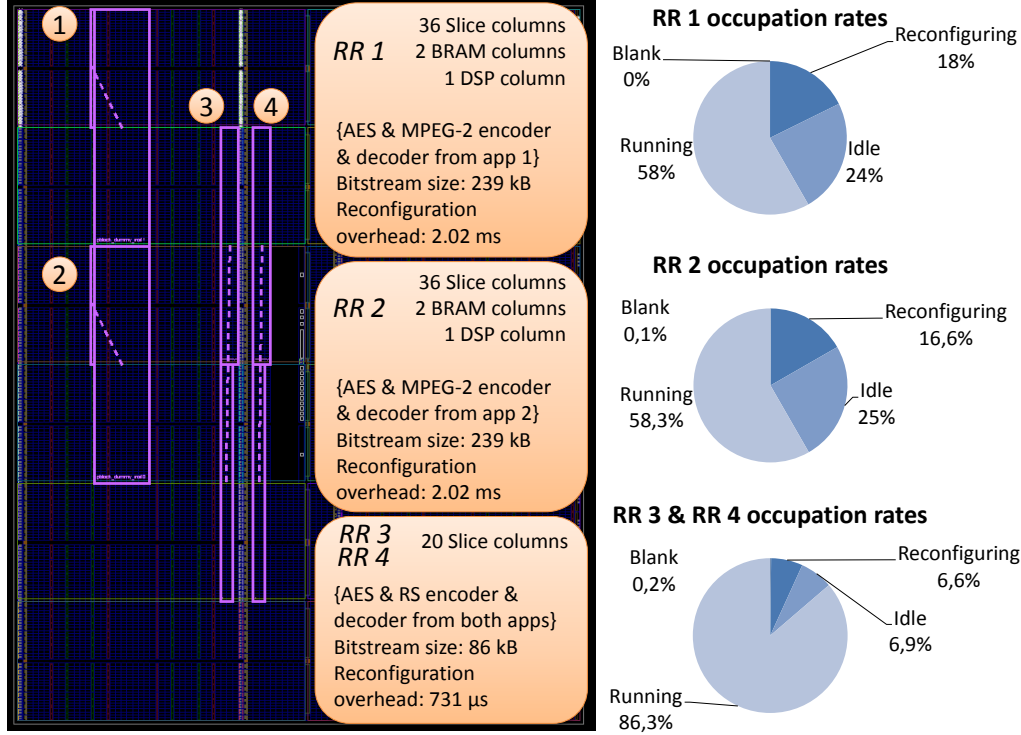 1
2
3
4
RR 1
36 Slice columns
2 BRAM columns
1 DSP column
{AES & MPEG-2 encoder
& decoder from app 1}
Bitstream size: 239 kB
Reconfiguration
overhead: 2.02 ms
RR 2
36 Slice columns
2 BRAM columns
1 DSP column
{AES & MPEG-2 encoder
& decoder from app 2}
Bitstream size: 239 kB
Reconfiguration
overhead: 2.02 ms
RR 3
RR 4
20 Slice columns
{AES & RS encoder &
decoder from both apps}
Bitstream size: 86 kB
Reconfiguration
overhead: 731 µs
RR 1 occupation rates
Blank
0%
Reconfiguring
18%
Running
58%
Idle
24%
RR 2 occupation rates
Blank
0,1%
Reconfiguring
16,6%
Running
58,3%
Idle
25%
RR 3 & RR 4 occupation rates
Blank
0,2%
Reconfiguring
6,6%
Idle
6,9%
Running
86,3%